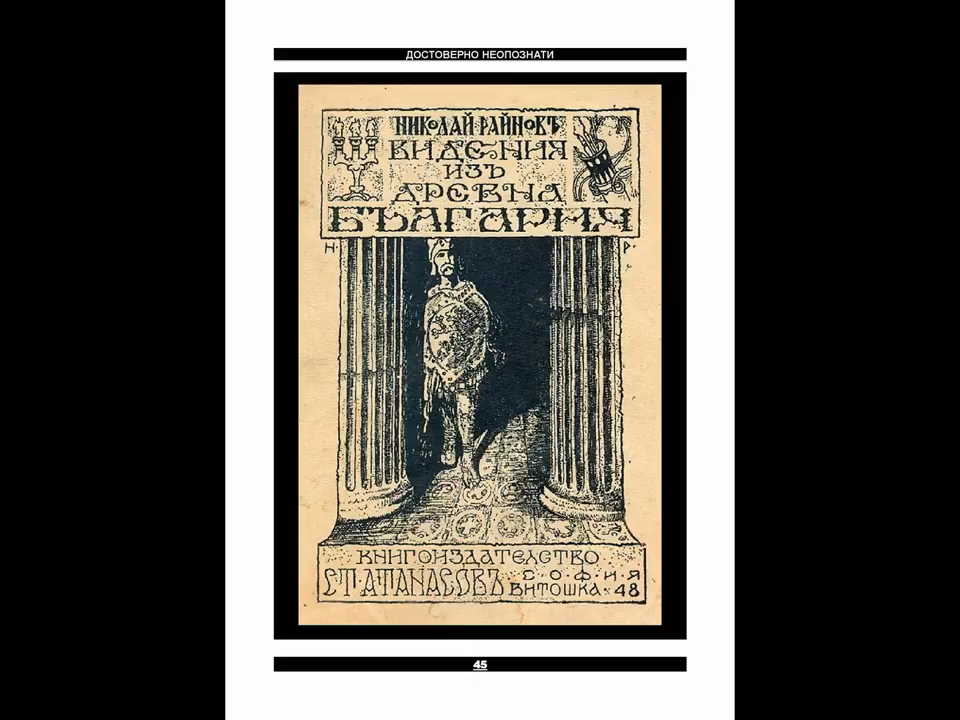 ДОСТОВЕРНО НЕОПОЗНАТИ
НИКОЛАЙ РАЙНОВЪ
ВИДЕНИЯ
ИЗЪ
ДРЕВНА
БЪЛГАРИЯ
Н. Р.
КНИГОИЗДАТЕЛСТВО
СТ. АТАНАСОВЪ СОФИЯ
ВИТОШКА 48
45